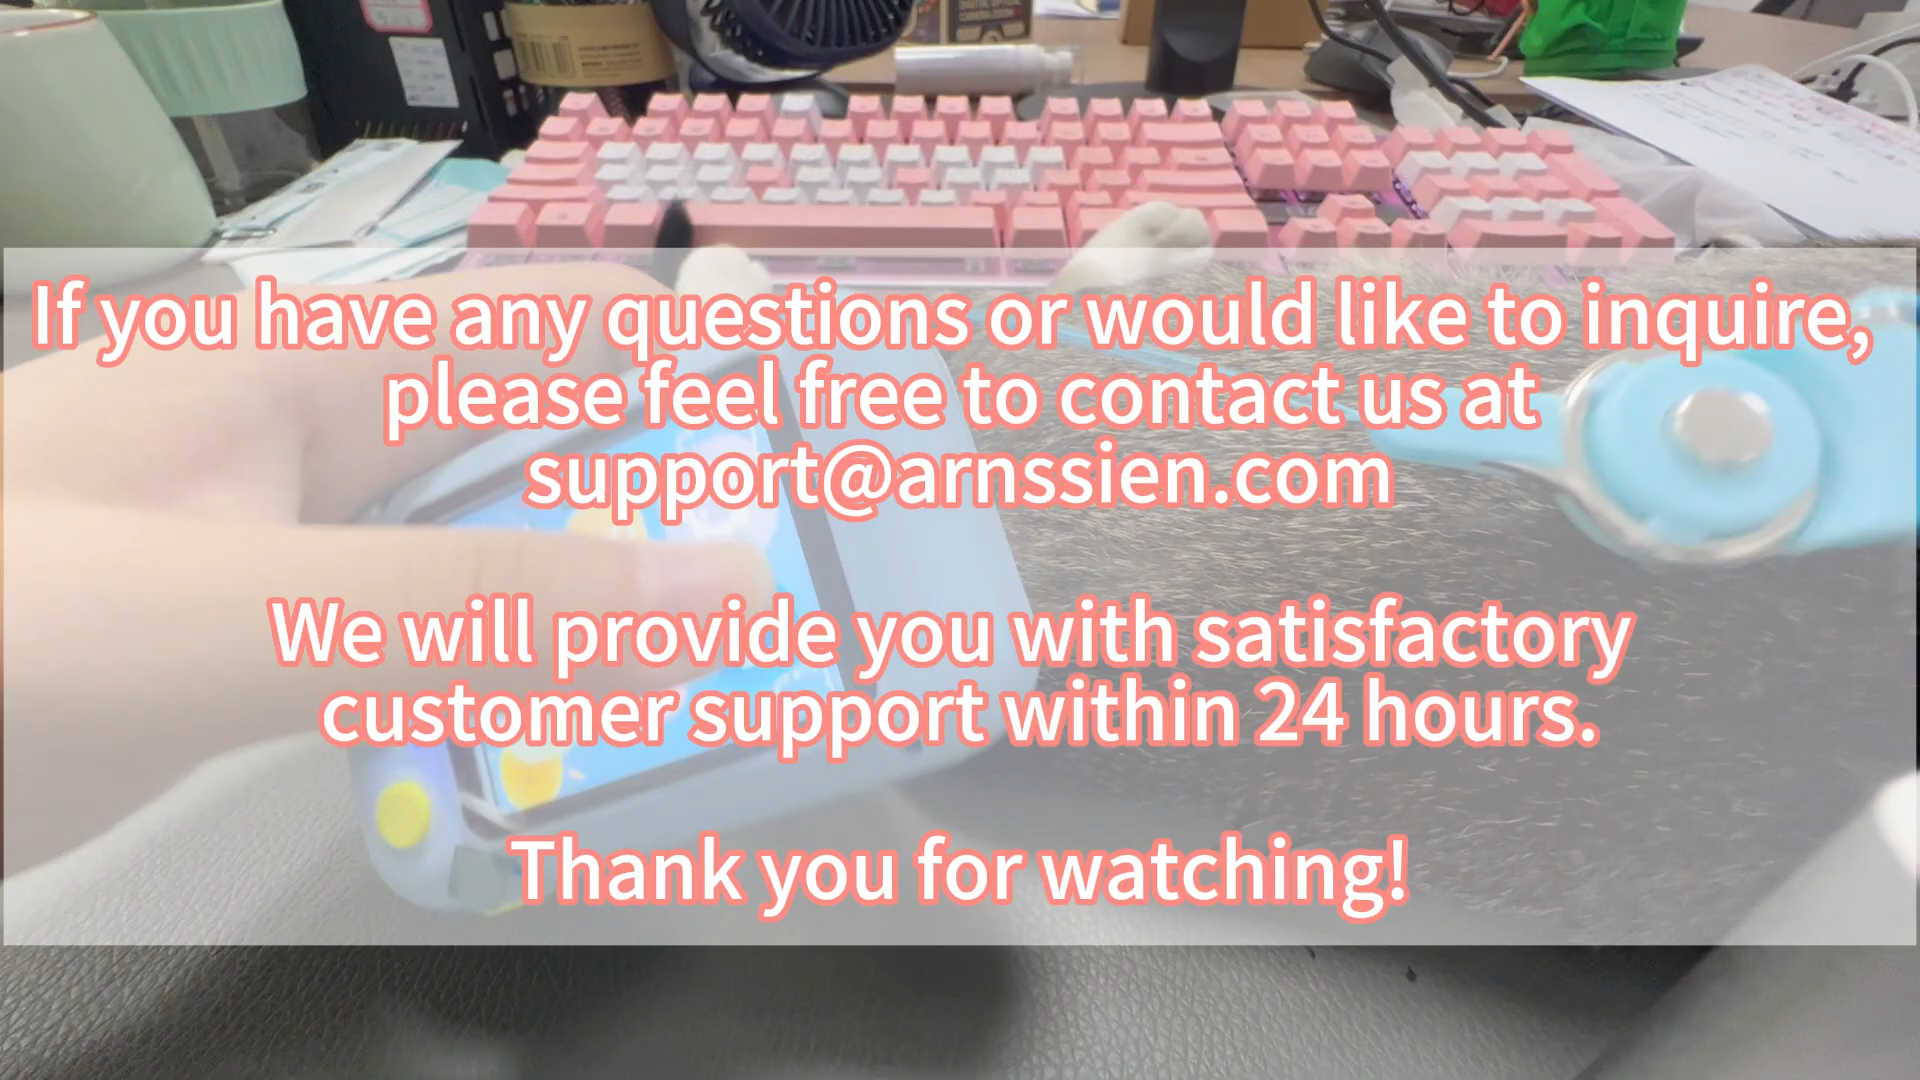 If you have any questions or would like to inquire,
please feel free to contact us at
support@arnssien.com
We will provide you with satisfactory
customer support within 24 hours.
Thank you for watching!